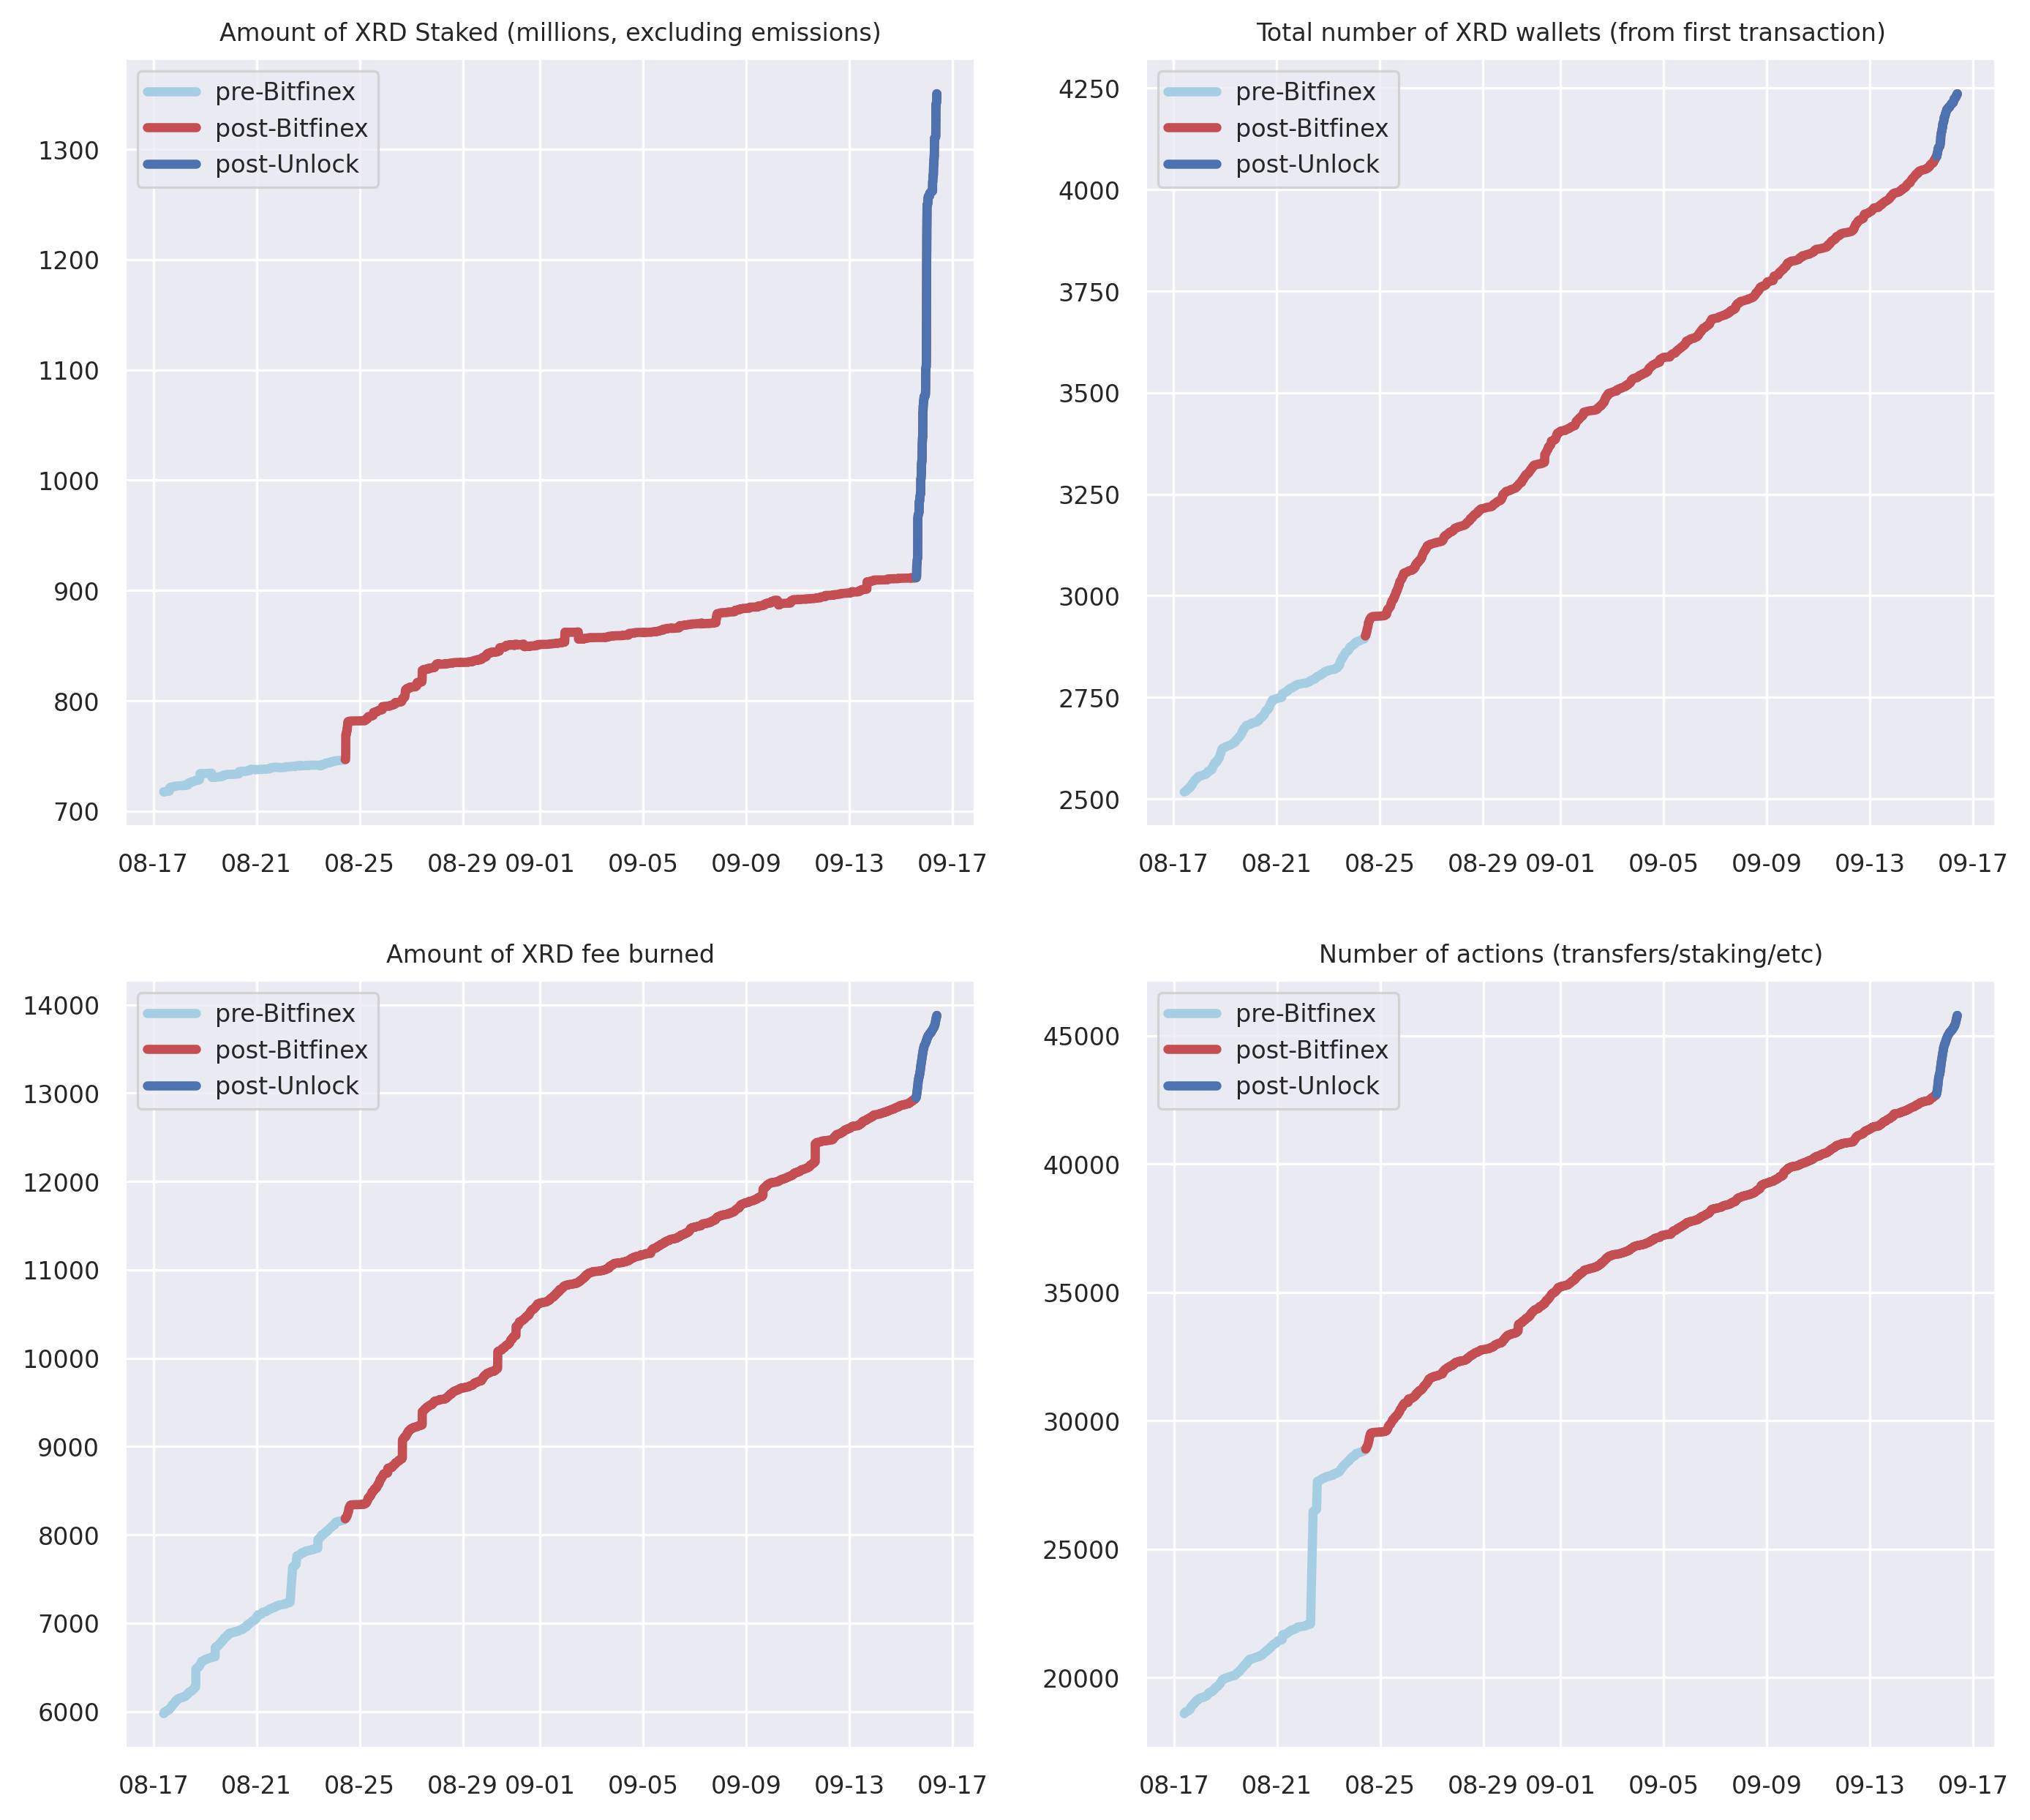 Amount of XRD Staked (millions, excluding emissions)
pre-Bitfinex
post-Bitfinex
post-Unlock
1300
1200
1100
1000
900
800
700
08-17 08-21 08-25 08-29 09-01 09-05 09-09 09-13 09-17
Total number of XRD wallets (from first transaction)
pre-Bitfinex
post-Bitfinex
post-Unlock
4250
4000
3750
3500
3250
3000
2750
2500
08-17 08-21 08-25 08-29 09-01 09-05 09-09 09-13 09-17
Amount of XRD fee burned
pre-Bitfinex
post-Bitfinex
post-Unlock
14000
13000
12000
11000
10000
9000
8000
7000
6000
08-17 08-21 08-25 08-29 09-01 09-05 09-09 09-13 09-17
Number of actions (transfers/staking/etc)
pre-Bitfinex
post-Bitfinex
post-Unlock
45000
40000
35000
30000
25000
20000
08-17 08-21 08-25 08-29 09-01 09-05 09-09 09-13 09-17